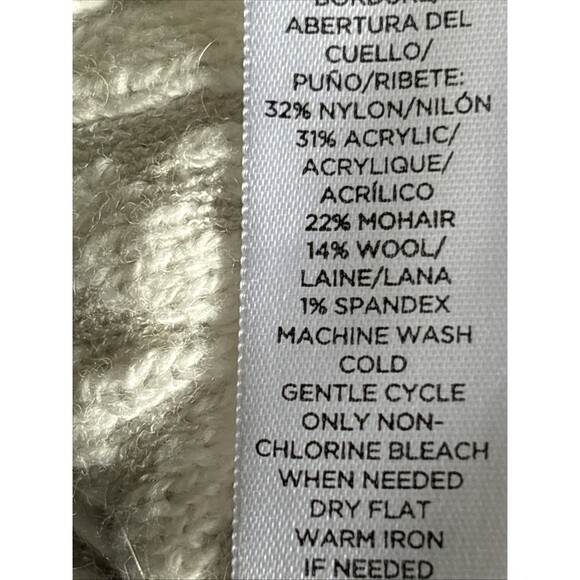 BORDURE/
ABERTURA DEL
CUELLO/
PUÑO/RIBETE:
32% NYLON/NILÓN
31% ACRYLIC/
ACRYLIQUE/
ACRÍLICO
22% MOHAIR
14% WOOL/
LAINE/LANA
1% SPANDEX
MACHINE WASH
COLD
GENTLE CYCLE
ONLY NON-
CHLORINE BLEACH
WHEN NEEDED
DRY FLAT
WARM IRON
IF NEEDED